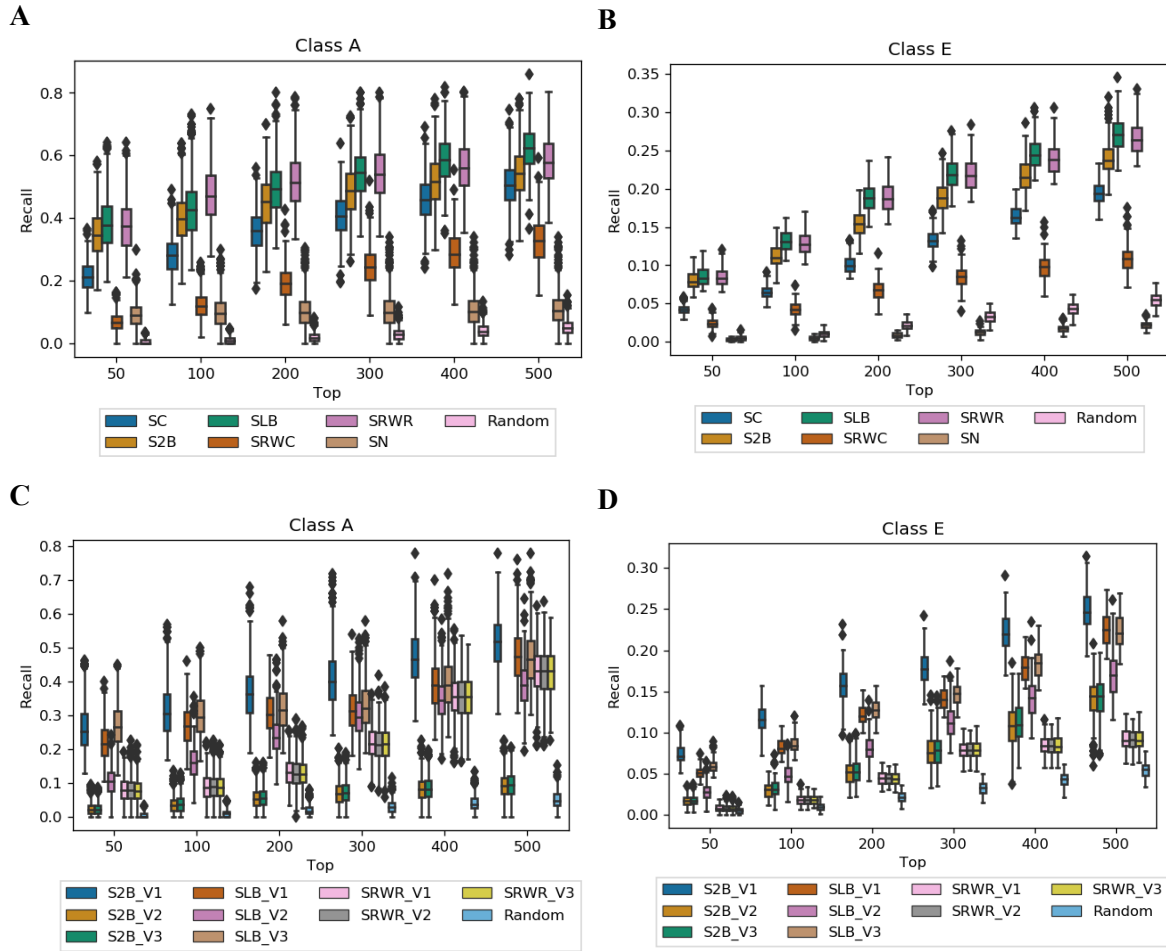 A
Class A
Recall
0.8
0.6
0.4
0.2
0.0
50 100 200 300 400 500
Top
SC SLB SRWR Random
S2B SRWC SN
B
Class E
Recall
0.35
0.30
0.25
0.20
0.15
0.10
0.05
0.00
50 100 200 300 400 500
Top
SC SLB SRWR Random
S2B SRWC SN
C
Class A
Recall
0.8
0.7
0.6
0.5
0.4
0.3
0.2
0.1
0.0
50 100 200 300 400 500
Top
S2B_V1 SLB_V1 SRWR_V1 SRWR_V3
S2B_V2 SLB_V2 SRWR_V2 Random
S2B_V3 SLB_V3
D
Class E
Recall
0.30
0.25
0.20
0.15
0.10
0.05
0.00
50 100 200 300 400 500
Top
S2B_V1 SLB_V1 SRWR_V1 SRWR_V3
S2B_V2 SLB_V2 SRWR_V2 Random
S2B_V3 SLB_V3